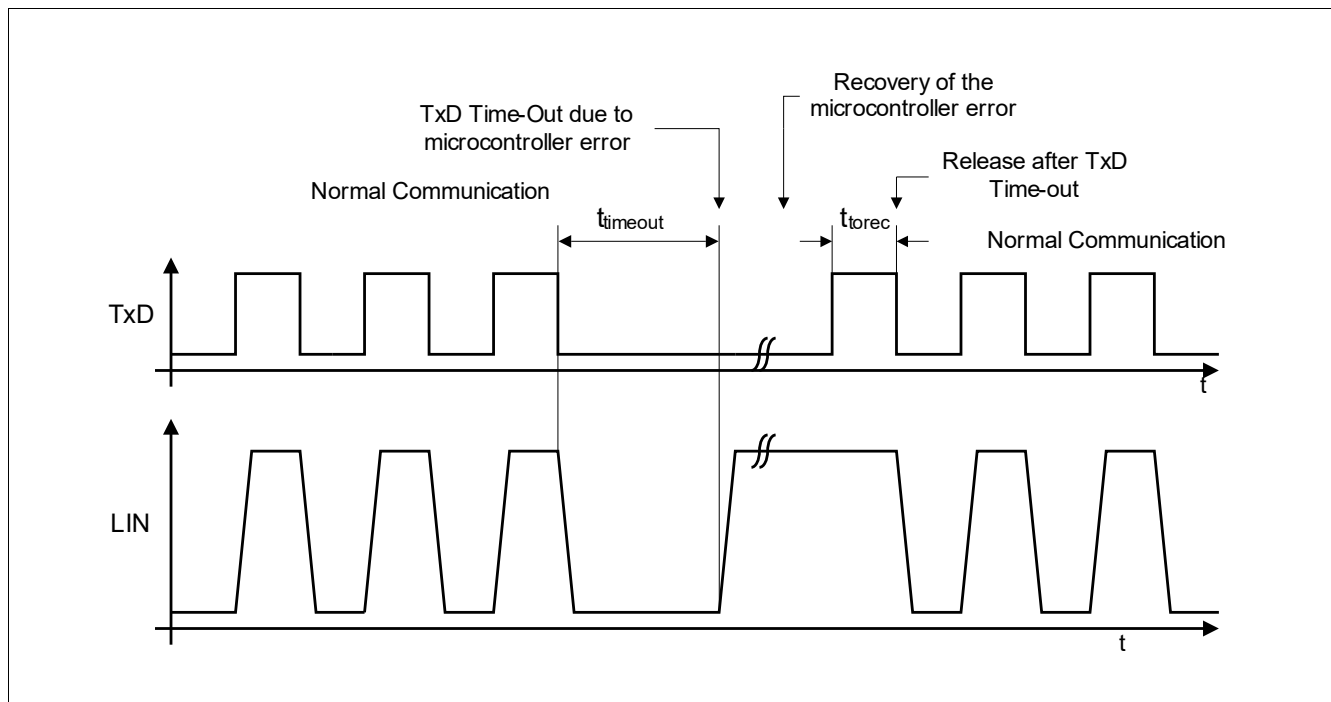 Recovery of the
microcontroller error
TxD Time-Out due to
microcontroller error
Release after TxD
Time-out
Normal Communication
ttimeout
ttorec
Normal Communication
TxD
t
LIN
t